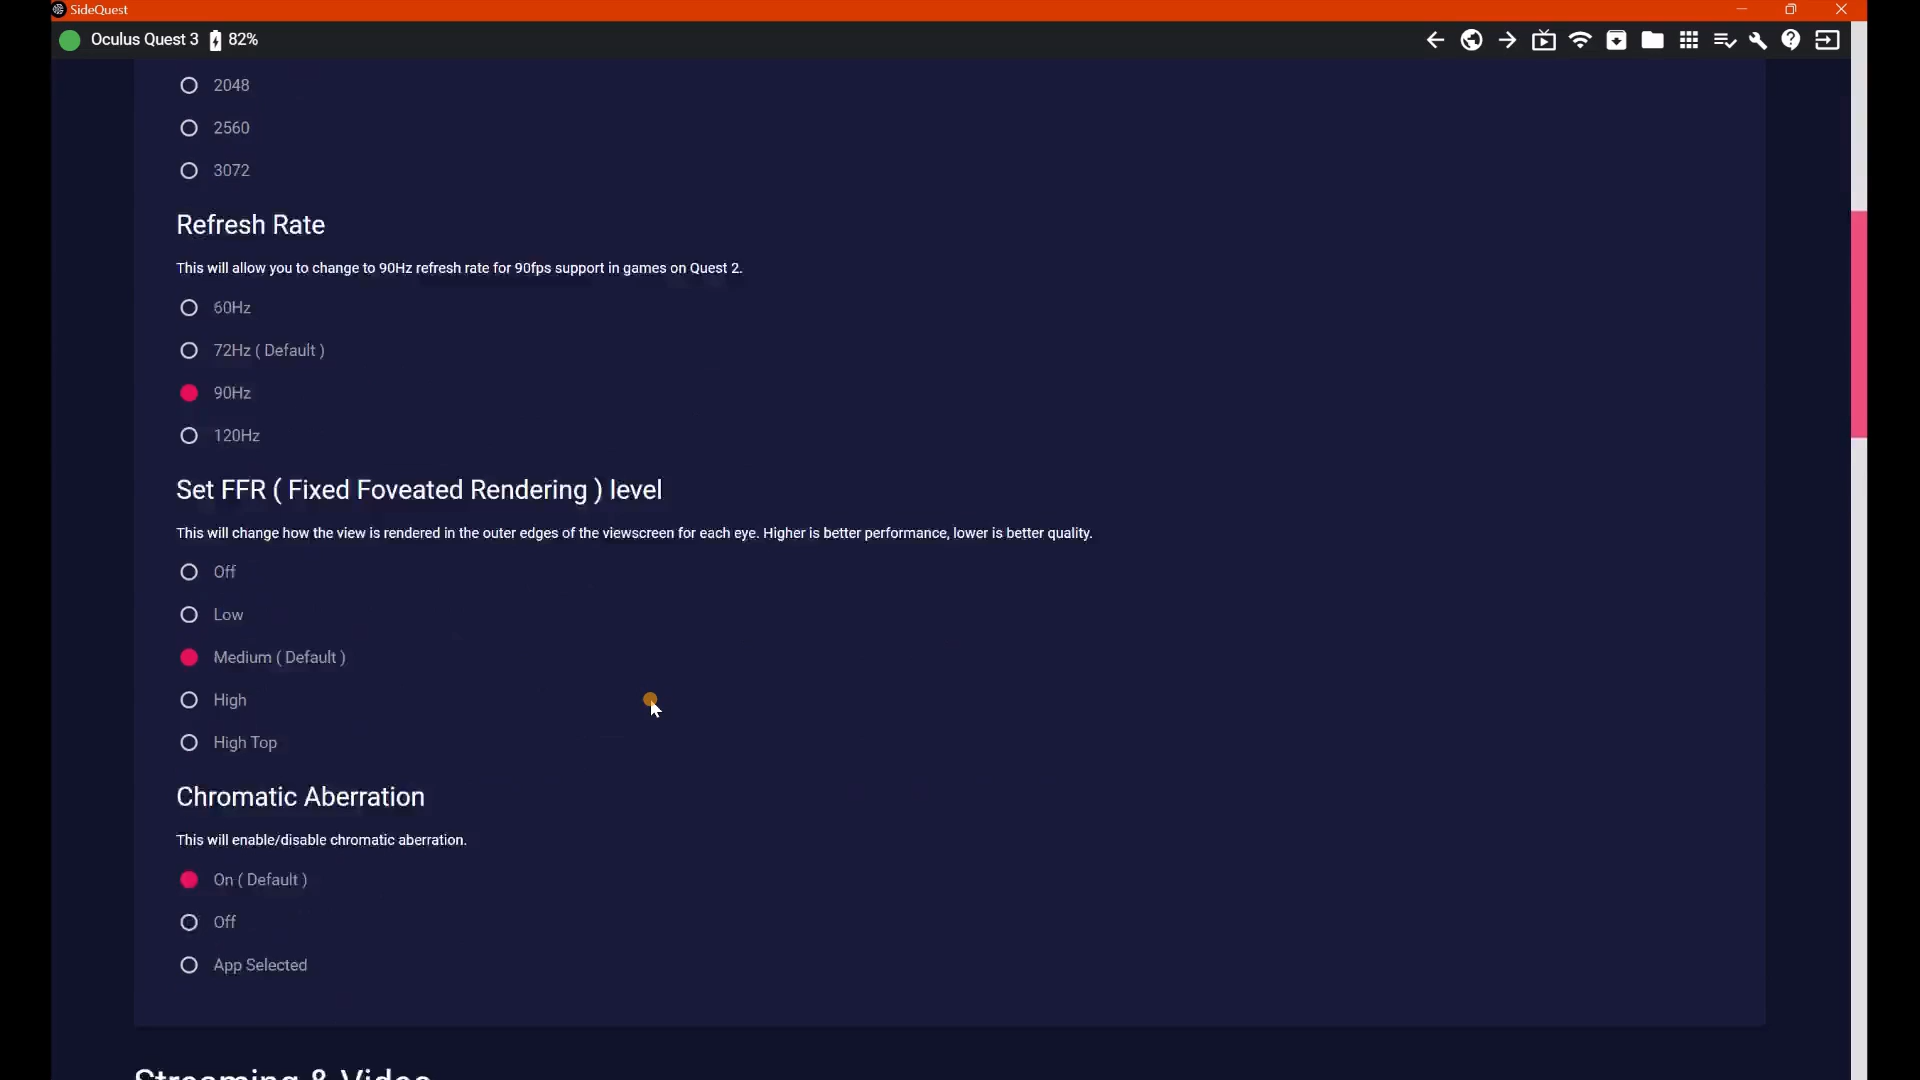 SideQuest
Oculus Quest 3 82%
2048
2560
3072
Refresh Rate
This will allow you to change to 90Hz refresh rate for 90fps support in games on Quest 2.
60Hz
72Hz ( Default )
90Hz
120Hz
Set FFR ( Fixed Foveated Rendering ) level
This will change how the view is rendered in the outer edges of the viewscreen for each eye. Higher is better performance, lower is better quality.
Off
Low
Medium ( Default )
High
High Top
Chromatic Aberration
This will enable/disable chromatic aberration.
On ( Default )
Off
App Selected
Streaming & Video